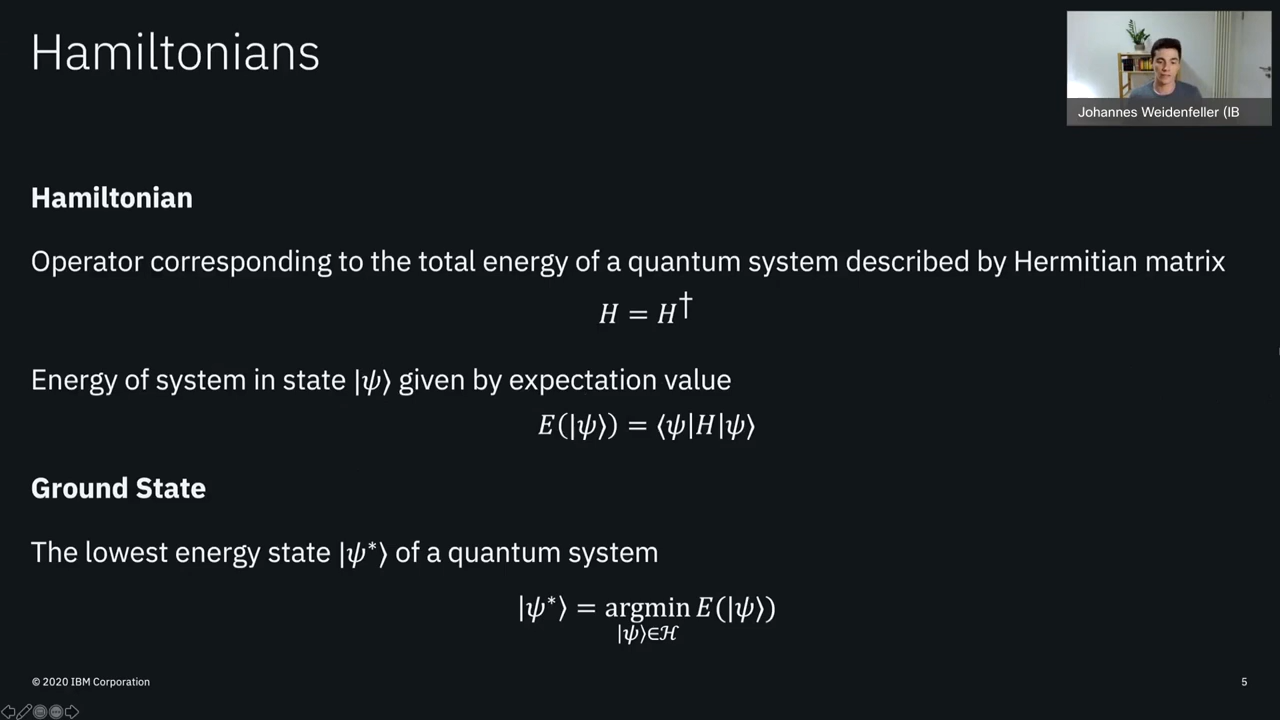 Hamiltonians
Johannes Weidenfeller (IB
Hamiltonian
Operator corresponding to the total energy of a quantum system described by Hermitian matrix
H = H†
Energy of system in state |ψ⟩ given by expectation value
E(|ψ⟩) = ⟨ψ|H|ψ⟩
Ground State
The lowest energy state |ψ*⟩ of a quantum system
|ψ*⟩ = argmin E(|ψ⟩)
|ψ⟩∈ℋ
© 2020 IBM Corporation
5